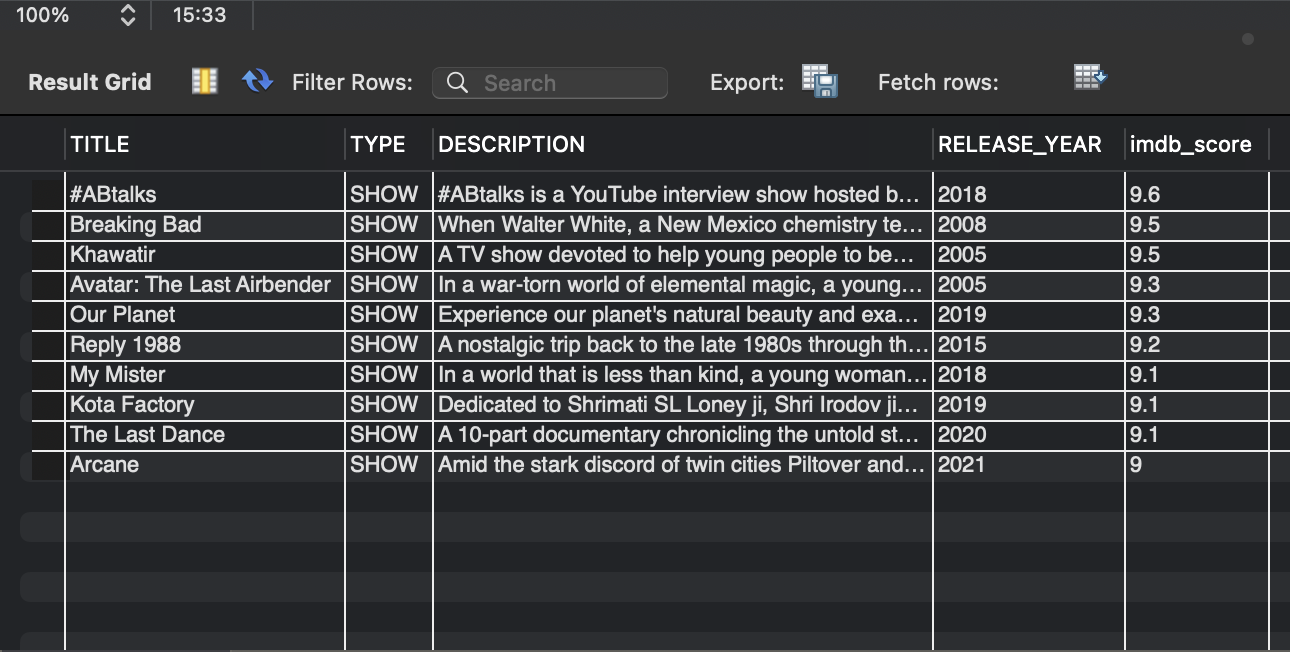 100% 15:33
Result Grid Filter Rows: Search Export: Fetch rows:
TITLE TYPE DESCRIPTION RELEASE_YEAR imdb_score
#ABtalks SHOW #ABtalks is a YouTube interview show hosted b... 2018 9.6
Breaking Bad SHOW When Walter White, a New Mexico chemistry te... 2008 9.5
Khawatir SHOW A TV show devoted to help young people to be... 2005 9.5
Avatar: The Last Airbender SHOW In a war-torn world of elemental magic, a young... 2005 9.3
Our Planet SHOW Experience our planet's natural beauty and exa... 2019 9.3
Reply 1988 SHOW A nostalgic trip back to the late 1980s through th... 2015 9.2
My Mister SHOW In a world that is less than kind, a young woman... 2018 9.1
Kota Factory SHOW Dedicated to Shrimati SL Loney ji, Shri Irodov ji... 2019 9.1
The Last Dance SHOW A 10-part documentary chronicling the untold st... 2020 9.1
Arcane SHOW Amid the stark discord of twin cities Piltover and... 2021 9